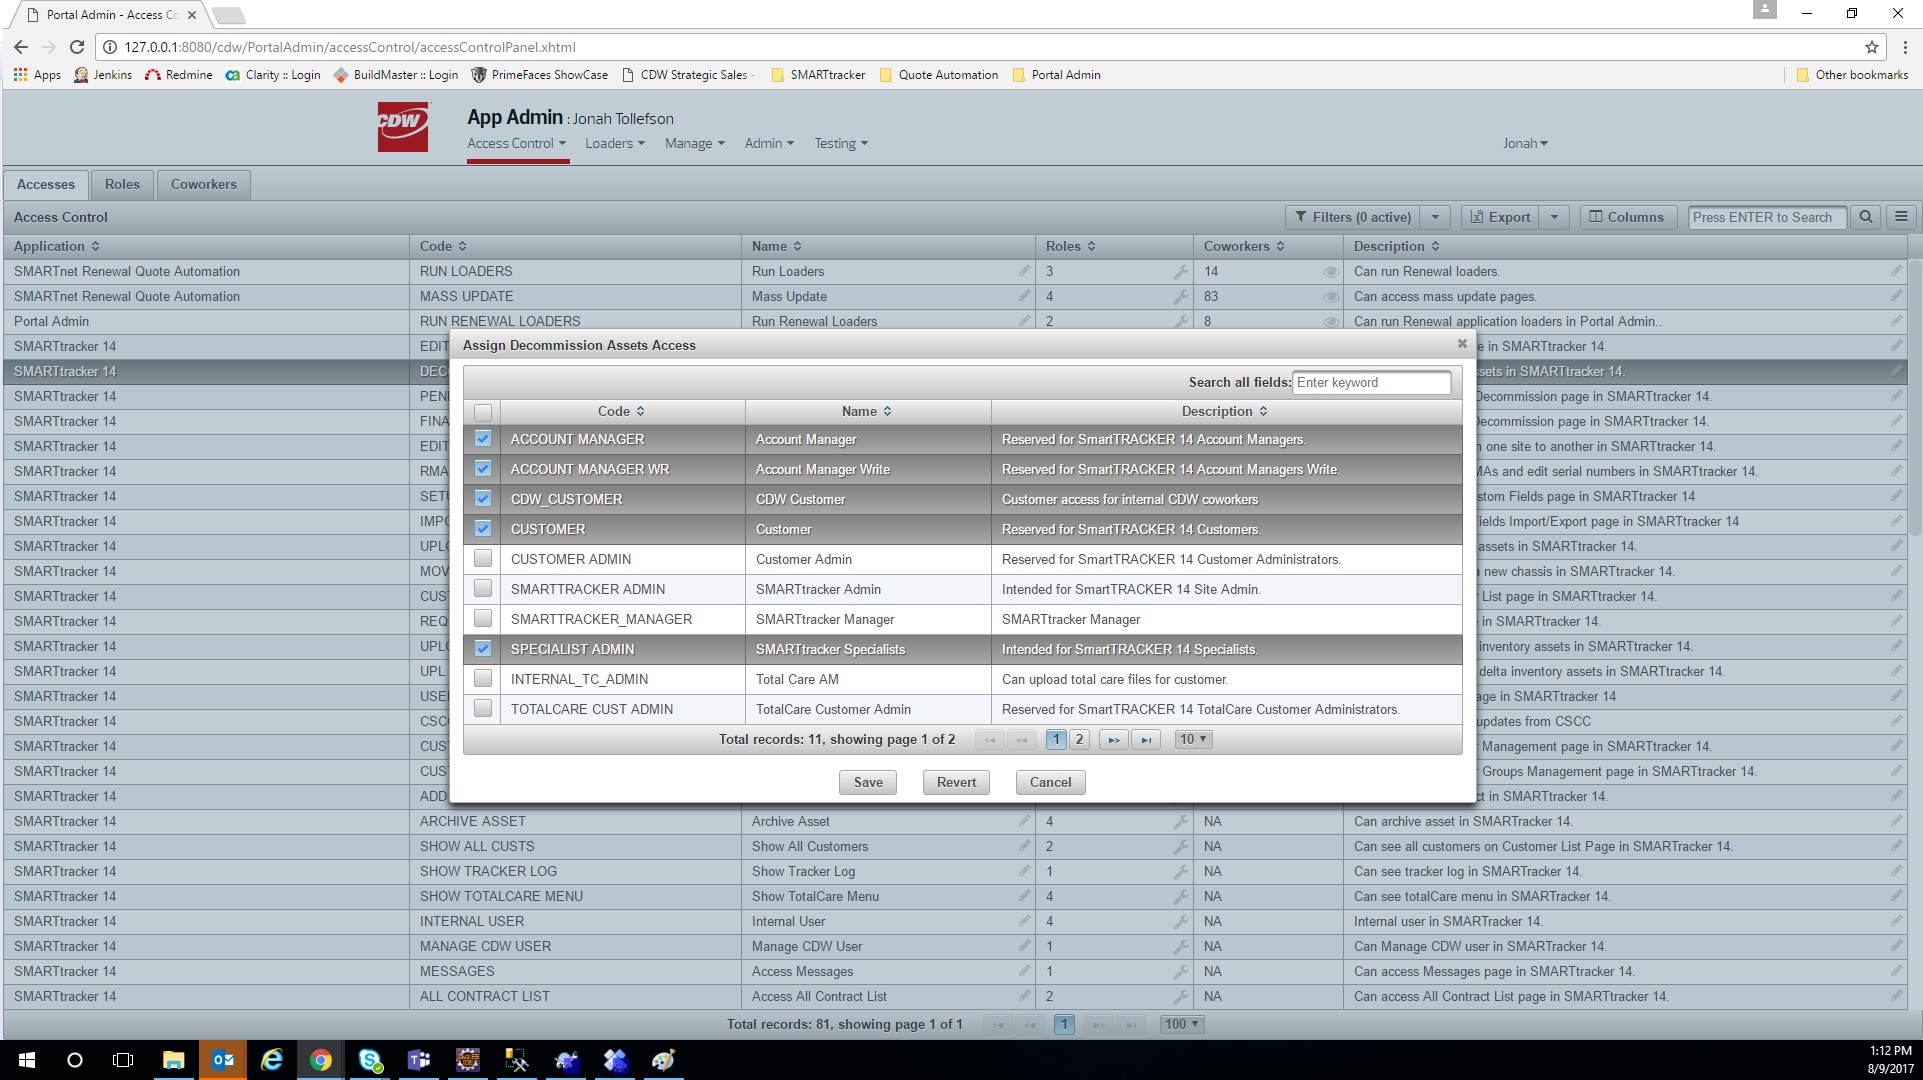 Portal Admin - Access Co
127.0.0.1:8080/cdw/PortalAdmin/accessControl/accessControlPanel.xhtml
Apps Jenkins Redmine Clarity :: Login BuildMaster :: Login PrimeFaces ShowCase CDW Strategic Sales - SMARTtracker Quote Automation Portal Admin Other bookmarks
CDW
App Admin : Jonah Tollefson
Access Control Loaders Manage Admin Testing Jonah
Accesses Roles Coworkers
Access Control Filters (0 active) Export Columns Press ENTER to Search
Application Code Name Roles Coworkers Description
SMARTnet Renewal Quote Automation RUN LOADERS Run Loaders 3 14 Can run Renewal loaders.
SMARTnet Renewal Quote Automation MASS UPDATE Mass Update 4 83 Can access mass update pages.
Portal Admin RUN RENEWAL LOADERS Run Renewal Loaders 2 8 Can run Renewal application loaders in Portal Admin..
SMARTtracker 14 EDIT e in SMARTtracker 14.
SMARTtracker 14 DEC ssets in SMARTtracker 14.
SMARTtracker 14 PEN Decommission page in SMARTtracker 14.
SMARTtracker 14 FINA Decommission page in SMARTtracker 14.
SMARTtracker 14 EDIT n one site to another in SMARTtracker 14.
SMARTtracker 14 RMA MAs and edit serial numbers in SMARTtracker 14.
SMARTtracker 14 SETU stom Fields page in SMARTtracker 14
SMARTtracker 14 IMPO Fields Import/Export page in SMARTtracker 14
SMARTtracker 14 UPLO assets in SMARTtracker 14.
SMARTtracker 14 MOV a new chassis in SMARTtracker 14.
SMARTtracker 14 CUS r List page in SMARTtracker 14.
SMARTtracker 14 REQ in SMARTtracker 14.
SMARTtracker 14 UPLO inventory assets in SMARTtracker 14.
SMARTtracker 14 UPL delta inventory assets in SMARTtracker 14.
SMARTtracker 14 USE age in SMARTtracker 14
SMARTtracker 14 CSCC updates from CSCC
SMARTtracker 14 CUS r Management page in SMARTtracker 14.
SMARTtracker 14 CUS r Groups Management page in SMARTtracker 14.
SMARTtracker 14 ADD ct in SMARTtracker 14.
SMARTtracker 14 ARCHIVE ASSET Archive Asset 4 NA Can archive asset in SMARTracker 14.
SMARTtracker 14 SHOW ALL CUSTS Show All Customers 2 NA Can see all customers on Customer List Page in SMARTracker 14.
SMARTtracker 14 SHOW TRACKER LOG Show Tracker Log 1 NA Can see tracker log in SMARTracker 14.
SMARTtracker 14 SHOW TOTALCARE MENU Show TotalCare Menu 4 NA Can see totalCare menu in SMARTracker 14.
SMARTtracker 14 INTERNAL USER Internal User 4 NA Internal user in SMARTracker 14.
SMARTtracker 14 MANAGE CDW USER Manage CDW User 1 NA Can Manage CDW user in SMARTracker 14.
SMARTtracker 14 MESSAGES Access Messages 1 NA Can access Messages page in SMARTtracker 14.
SMARTtracker 14 ALL CONTRACT LIST Access All Contract List 2 NA Can access All Contract List page in SMARTtracker 14.
Total records: 81, showing page 1 of 1 1 100
Assign Decommission Assets Access
Search all fields: Enter keyword
Code Name Description
ACCOUNT MANAGER Account Manager Reserved for SmartTRACKER 14 Account Managers.
ACCOUNT MANAGER WR Account Manager Write Reserved for SmartTRACKER 14 Account Managers Write.
CDW_CUSTOMER CDW Customer Customer access for internal CDW coworkers
CUSTOMER Customer Reserved for SmartTRACKER 14 Customers.
CUSTOMER ADMIN Customer Admin Reserved for SmartTRACKER 14 Customer Administrators.
SMARTTRACKER ADMIN SMARTtracker Admin Intended for SmartTRACKER 14 Site Admin.
SMARTTRACKER_MANAGER SMARTtracker Manager SMARTtracker Manager
SPECIALIST ADMIN SMARTtracker Specialists Intended for SmartTRACKER 14 Specialists.
INTERNAL_TC_ADMIN Total Care AM Can upload total care files for customer.
TOTALCARE CUST ADMIN TotalCare Customer Admin Reserved for SmartTRACKER 14 TotalCare Customer Administrators.
Total records: 11, showing page 1 of 2 1 2 10
Save Revert Cancel
1:12 PM
8/9/2017